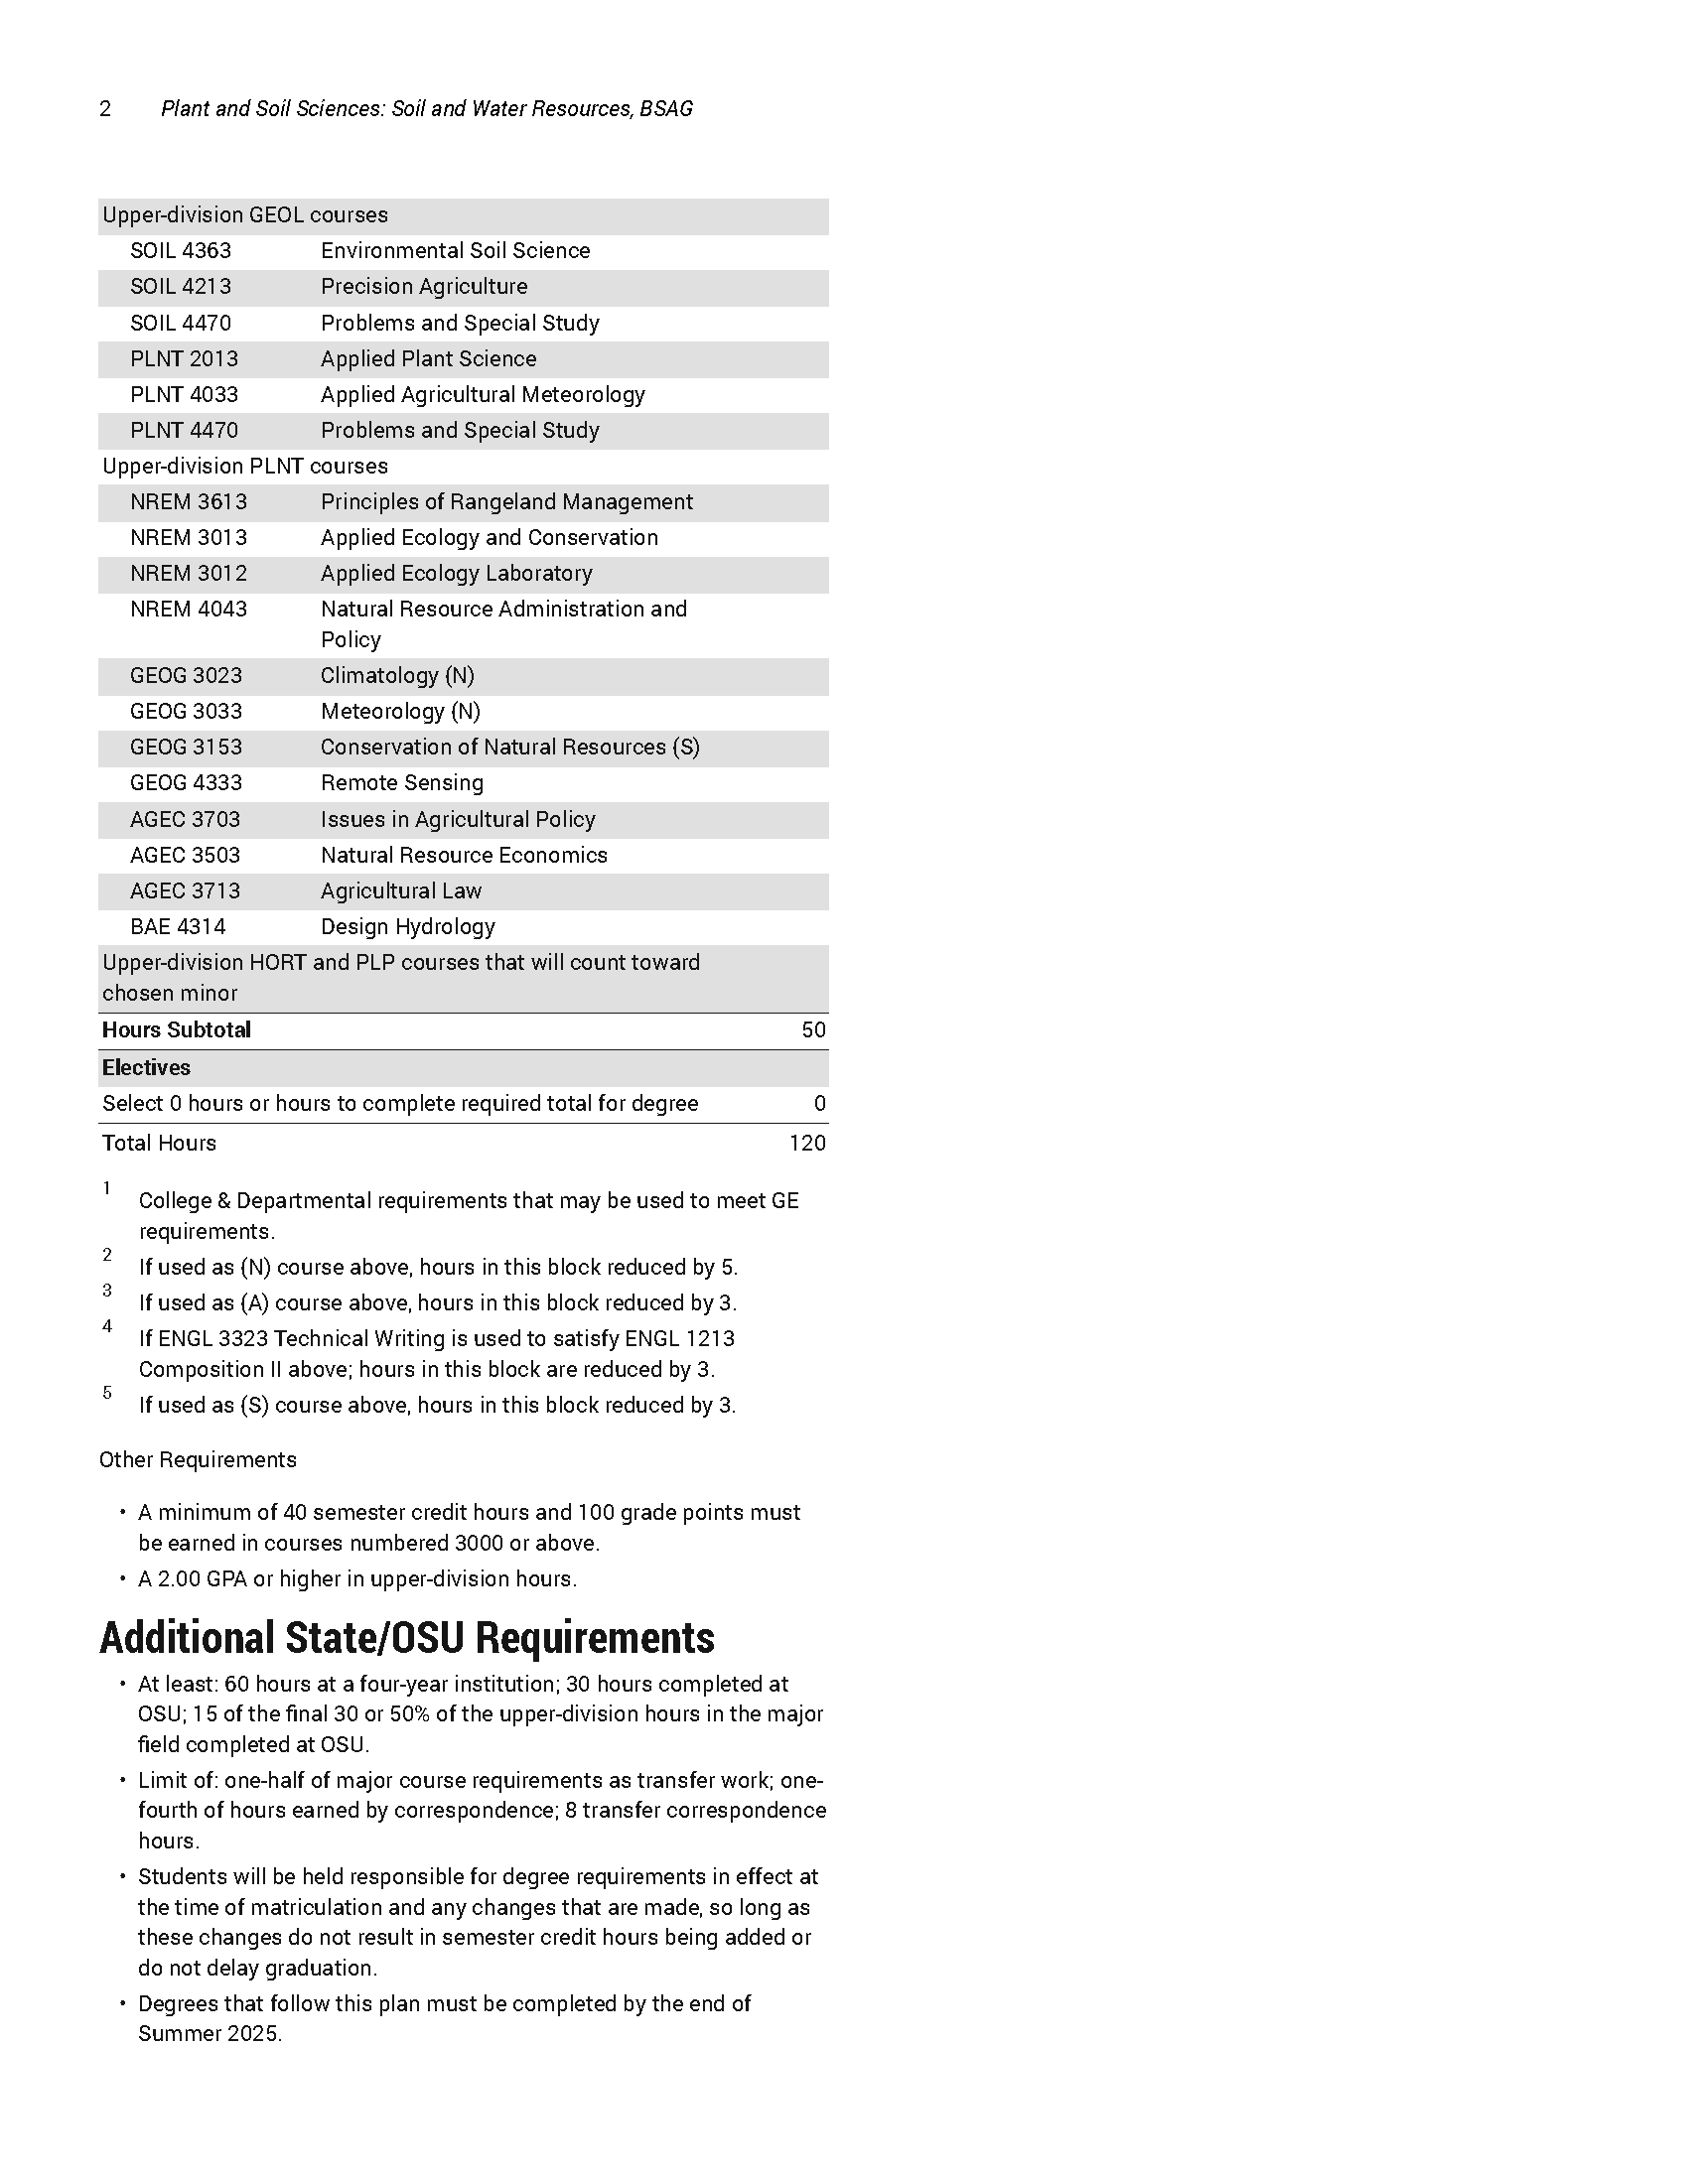 2 Plant and Soil Sciences: Soil and Water Resources, BSAG
Upper-division GEOL courses
SOIL 4363 Environmental Soil Science
SOIL 4213 Precision Agriculture
SOIL 4470 Problems and Special Study
PLNT 2013 Applied Plant Science
PLNT 4033 Applied Agricultural Meteorology
PLNT 4470 Problems and Special Study
Upper-division PLNT courses
NREM 3613 Principles of Rangeland Management
NREM 3013 Applied Ecology and Conservation
NREM 3012 Applied Ecology Laboratory
NREM 4043 Natural Resource Administration and
Policy
GEOG 3023 Climatology (N)
GEOG 3033 Meteorology (N)
GEOG 3153 Conservation of Natural Resources (S)
GEOG 4333 Remote Sensing
AGEC 3703 Issues in Agricultural Policy
AGEC 3503 Natural Resource Economics
AGEC 3713 Agricultural Law
BAE 4314 Design Hydrology
Upper-division HORT and PLP courses that will count toward
chosen minor
Hours Subtotal 50
Electives
Select 0 hours or hours to complete required total for degree 0
Total Hours 120
1 College & Departmental requirements that may be used to meet GE
requirements.
2 If used as (N) course above, hours in this block reduced by 5.
3 If used as (A) course above, hours in this block reduced by 3.
4 If ENGL 3323 Technical Writing is used to satisfy ENGL 1213
Composition II above; hours in this block are reduced by 3.
5 If used as (S) course above, hours in this block reduced by 3.
Other Requirements
• A minimum of 40 semester credit hours and 100 grade points must
be earned in courses numbered 3000 or above.
• A 2.00 GPA or higher in upper-division hours.
Additional State/OSU Requirements
• At least: 60 hours at a four-year institution; 30 hours completed at
OSU; 15 of the final 30 or 50% of the upper-division hours in the major
field completed at OSU.
• Limit of: one-half of major course requirements as transfer work; one-
fourth of hours earned by correspondence; 8 transfer correspondence
hours.
• Students will be held responsible for degree requirements in effect at
the time of matriculation and any changes that are made, so long as
these changes do not result in semester credit hours being added or
do not delay graduation.
• Degrees that follow this plan must be completed by the end of
Summer 2025.